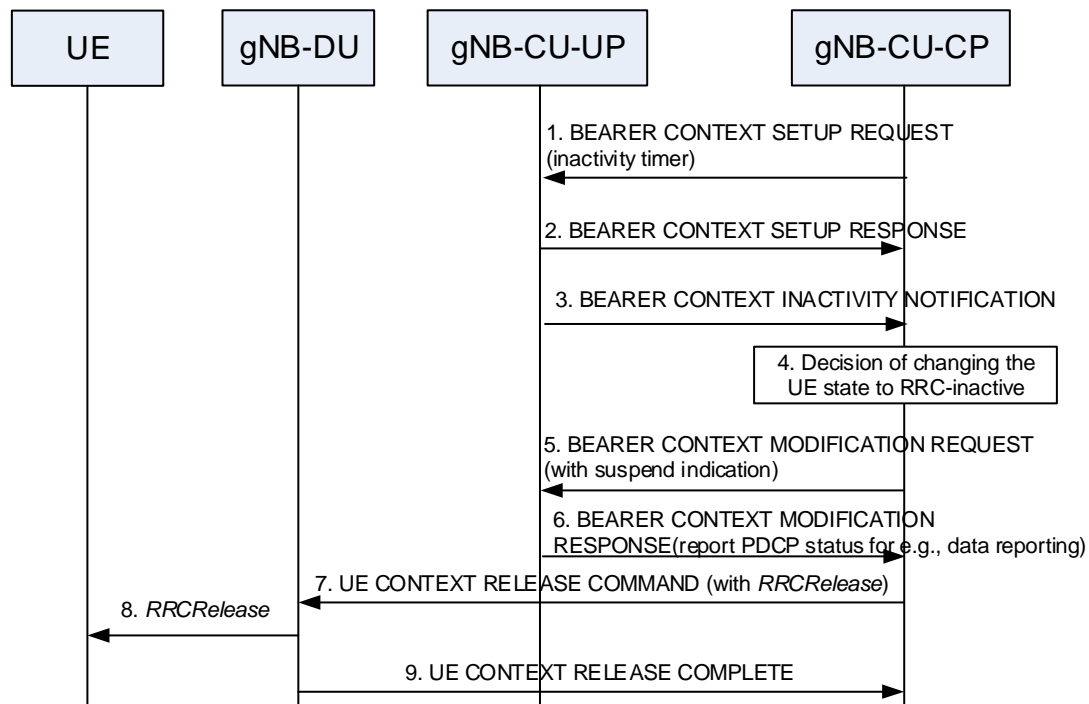 UE
gNB-DU
gNB-CU-UP
gNB-CU-CP
1. BEARER CONTEXT SETUP REQUEST
(inactivity timer)
2. BEARER CONTEXT SETUP RESPONSE
3. BEARER CONTEXT INACTIVITY NOTIFICATION
4. Decision of changing the
UE state to RRC-inactive
5. BEARER CONTEXT MODIFICATION REQUEST
(with suspend indication)
6. BEARER CONTEXT MODIFICATION
RESPONSE(report PDCP status for e.g., data reporting)
7. UE CONTEXT RELEASE COMMAND (with RRCRelease)
8. RRCRelease
9. UE CONTEXT RELEASE COMPLETE